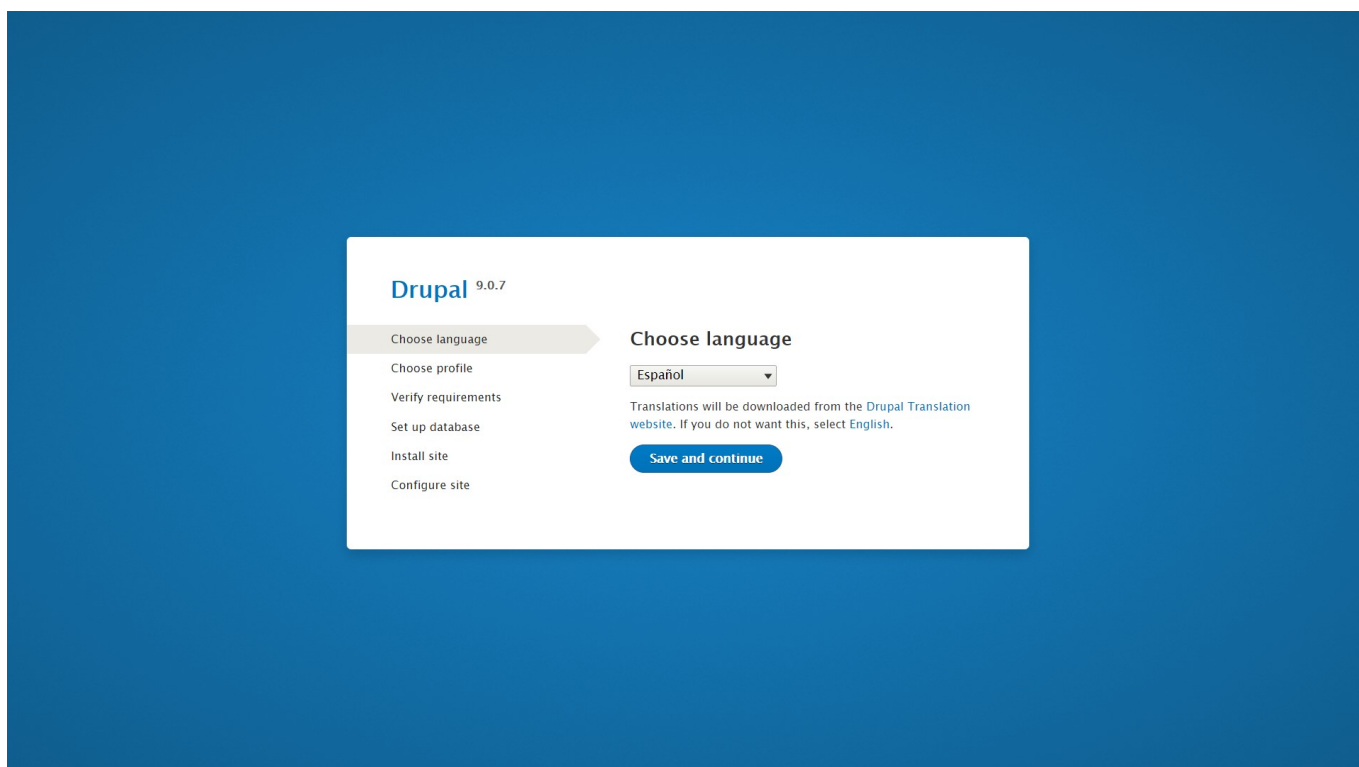 Drupal 9.0.7
Choose language
Choose profile
Verify requirements
Set up database
Install site
Configure site
Choose language
Español
Translations will be downloaded from the Drupal Translation
website. If you do not want this, select English.
Save and continue